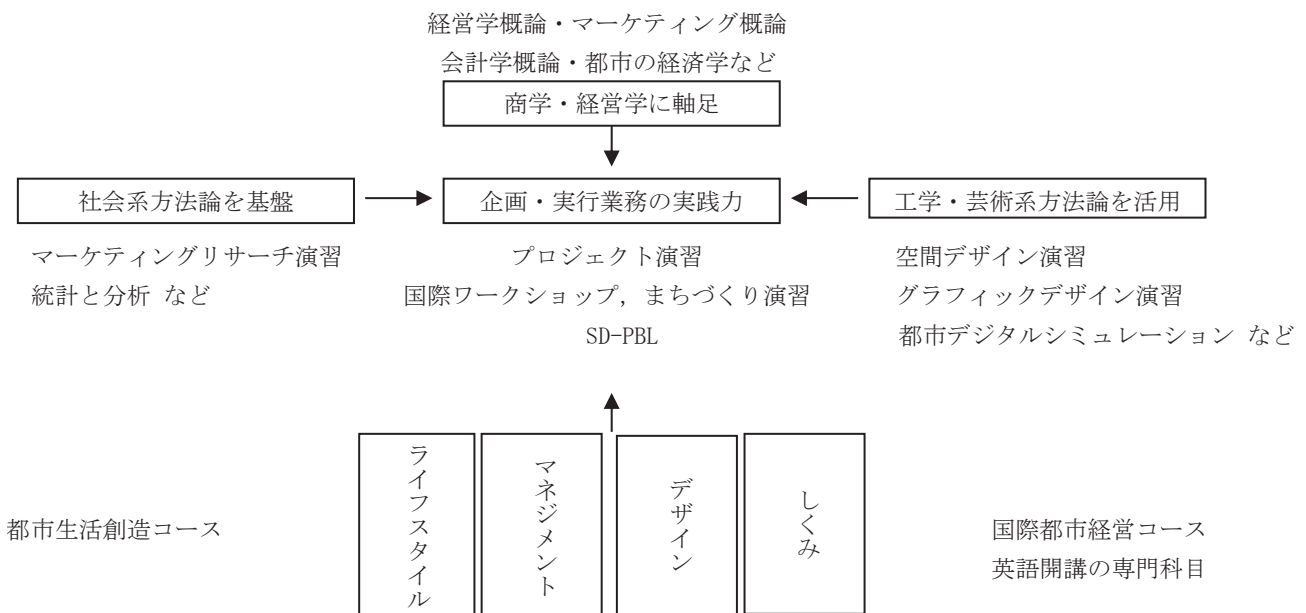 経営学概論・マーケティング概論
会計学概論・都市の経済学など
商学・経営学に軸足
社会系方法論を基盤
企画・実行業務の実践力
工学・芸術系方法論を活用
マーケティングリサーチ演習
統計と分析 など
プロジェクト演習
国際ワークショップ, まちづくり演習
SD-PBL
空間デザイン演習
グラフィックデザイン演習
都市デジタルシミュレーション など
都市生活創造コース
ライフスタイル
マネジメント
デザイン
しくみ
国際都市経営コース
英語開講の専門科目